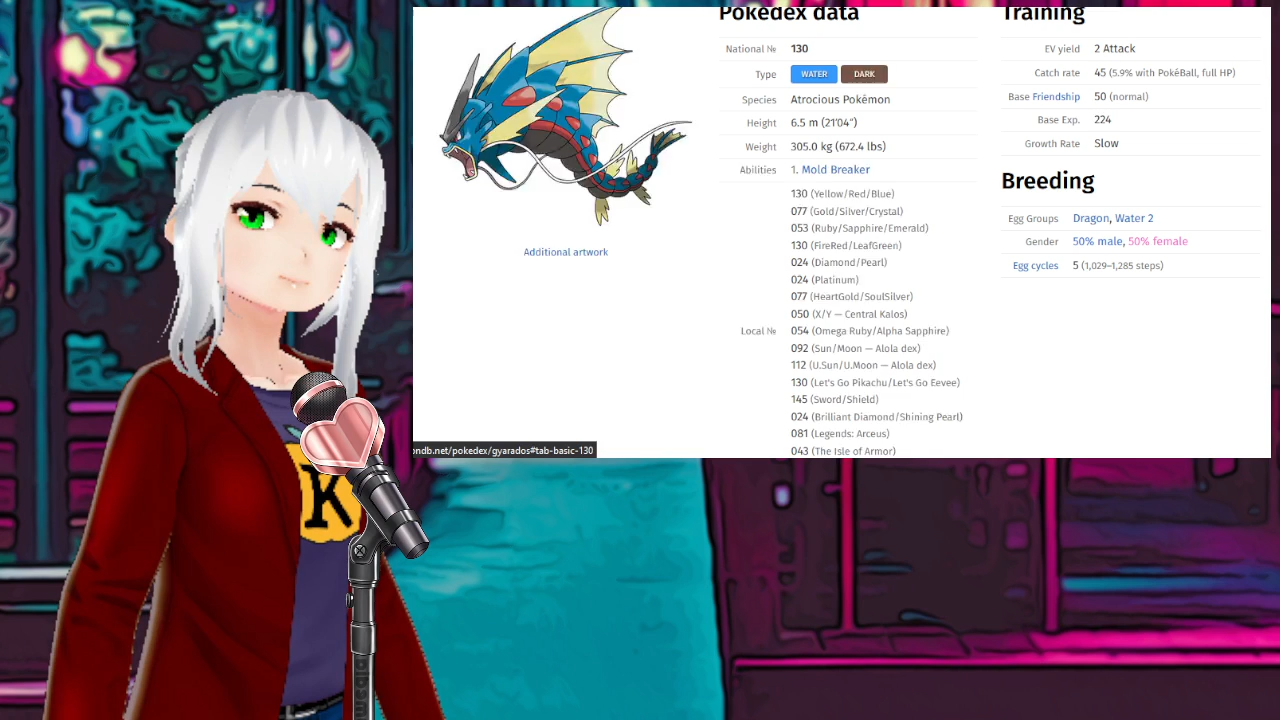 Pokédex data
National № 130
Type WATER DARK
Species Atrocious Pokémon
Height 6.5 m (21′04″)
Weight 305.0 kg (672.4 lbs)
Abilities 1. Mold Breaker
130 (Yellow/Red/Blue)
077 (Gold/Silver/Crystal)
053 (Ruby/Sapphire/Emerald)
130 (FireRed/LeafGreen)
024 (Diamond/Pearl)
024 (Platinum)
077 (HeartGold/SoulSilver)
050 (X/Y — Central Kalos)
Local № 054 (Omega Ruby/Alpha Sapphire)
092 (Sun/Moon — Alola dex)
112 (U.Sun/U.Moon — Alola dex)
130 (Let's Go Pikachu/Let's Go Eevee)
145 (Sword/Shield)
024 (Brilliant Diamond/Shining Pearl)
081 (Legends: Arceus)
043 (The Isle of Armor)
Training
EV yield 2 Attack
Catch rate 45 (5.9% with PokéBall, full HP)
Base Friendship 50 (normal)
Base Exp. 224
Growth Rate Slow
Breeding
Egg Groups Dragon, Water 2
Gender 50% male, 50% female
Egg cycles 5 (1,029–1,285 steps)
Additional artwork
ondb.net/pokedex/gyarados#tab-basic-130
K